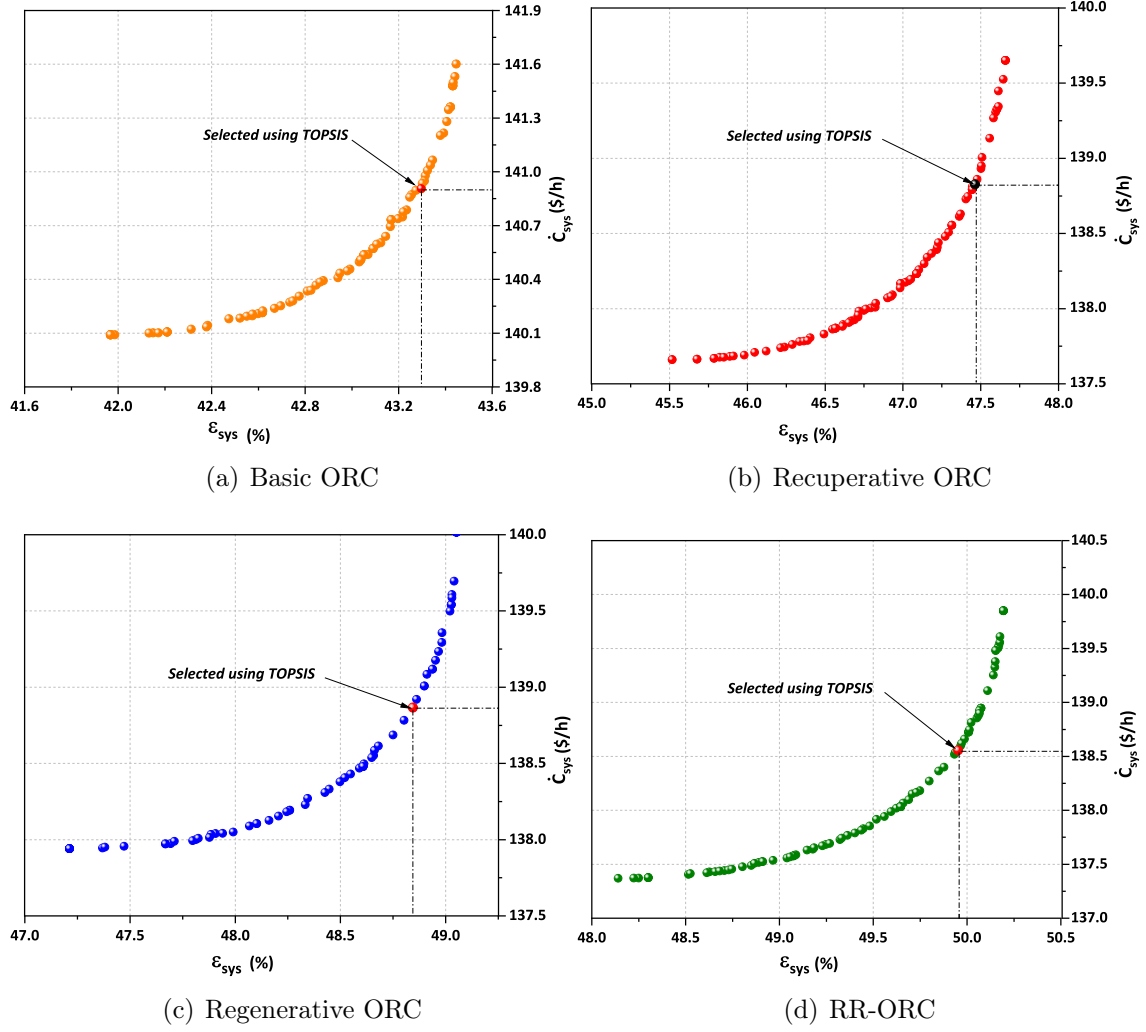 141.9
141.6
141.3
141.0
140.7
140.4
140.1
139.8
Ċsys ($/h)
Selected using TOPSIS
41.6 42.0 42.4 42.8 43.2 43.6
εsys (%)
(a) Basic ORC
140.0
139.5
139.0
138.5
138.0
137.5
Ċsys ($/h)
Selected using TOPSIS
45.0 45.5 46.0 46.5 47.0 47.5 48.0
εsys (%)
(b) Recuperative ORC
140.0
139.5
139.0
138.5
138.0
137.5
Ċsys ($/h)
Selected using TOPSIS
47.0 47.5 48.0 48.5 49.0
εsys (%)
(c) Regenerative ORC
140.5
140.0
139.5
139.0
138.5
138.0
137.5
137.0
Ċsys ($/h)
Selected using TOPSIS
48.0 48.5 49.0 49.5 50.0 50.5
εsys (%)
(d) RR-ORC